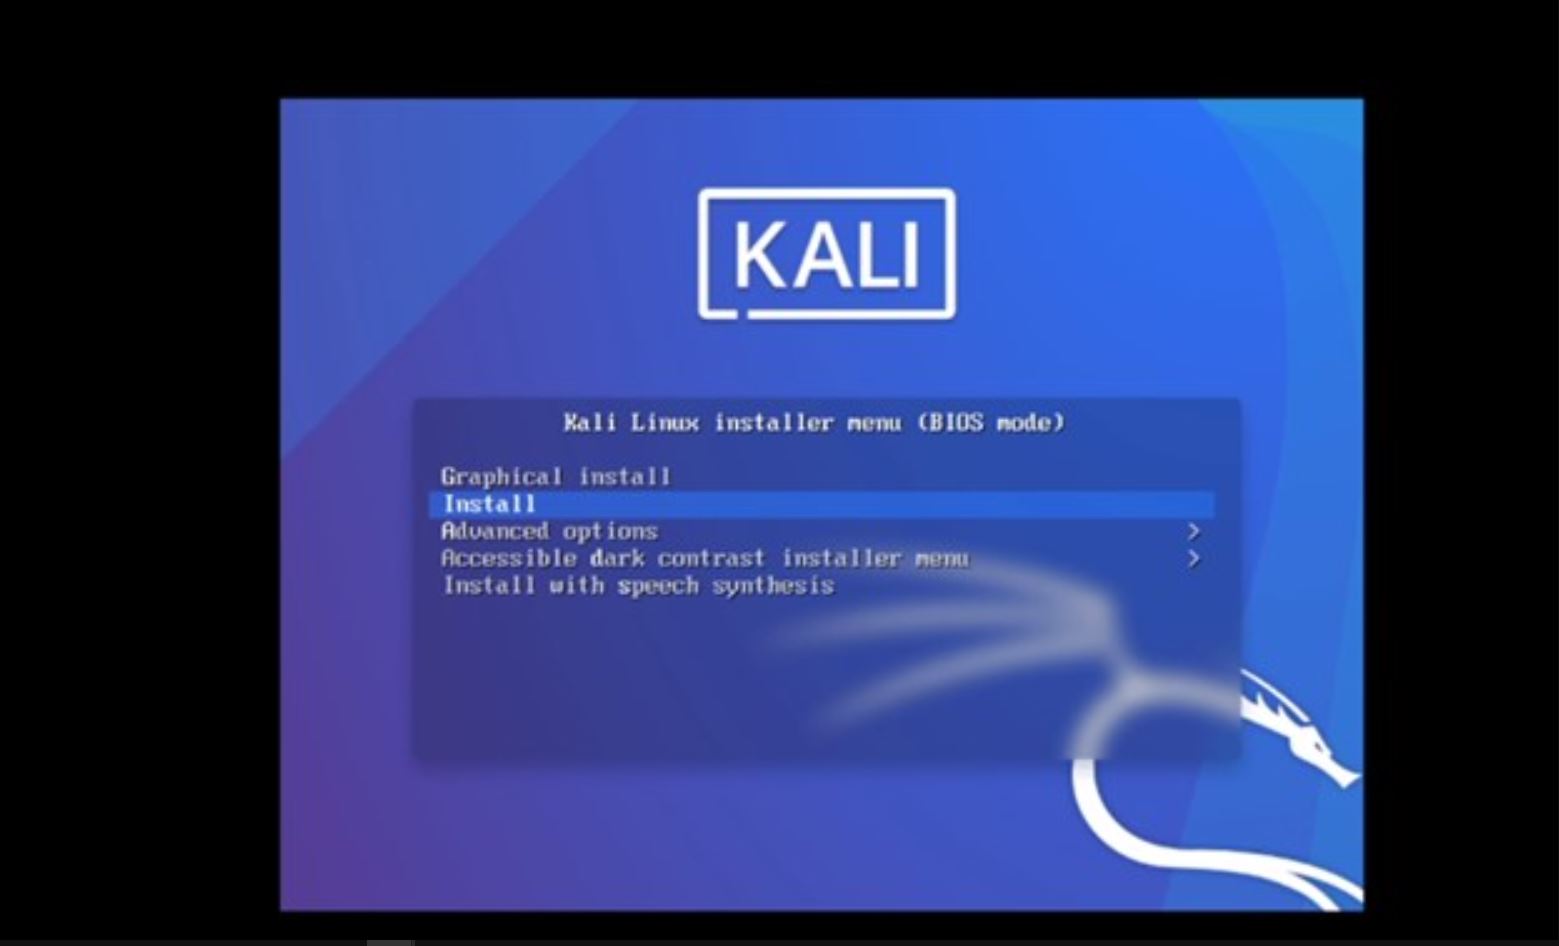 KALI
Kali Linux installer menu (BIOS mode)
Graphical install
Install
Advanced options >
Accessible dark contrast installer menu >
Install with speech synthesis